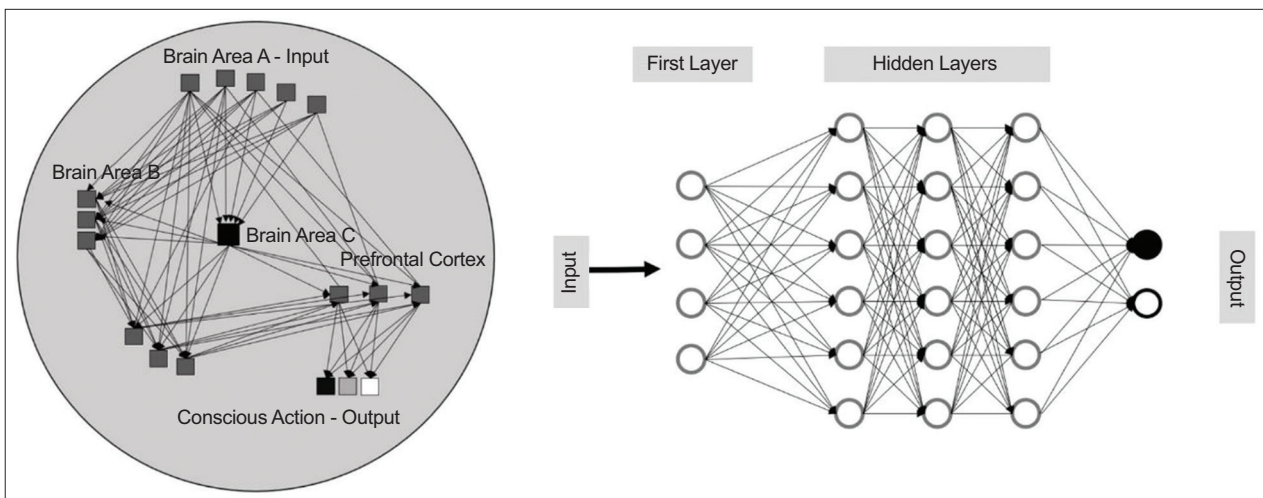 Brain Area A - Input
Brain Area B
Brain Area C
Prefrontal Cortex
Conscious Action - Output
First Layer
Hidden Layers
Input
Output